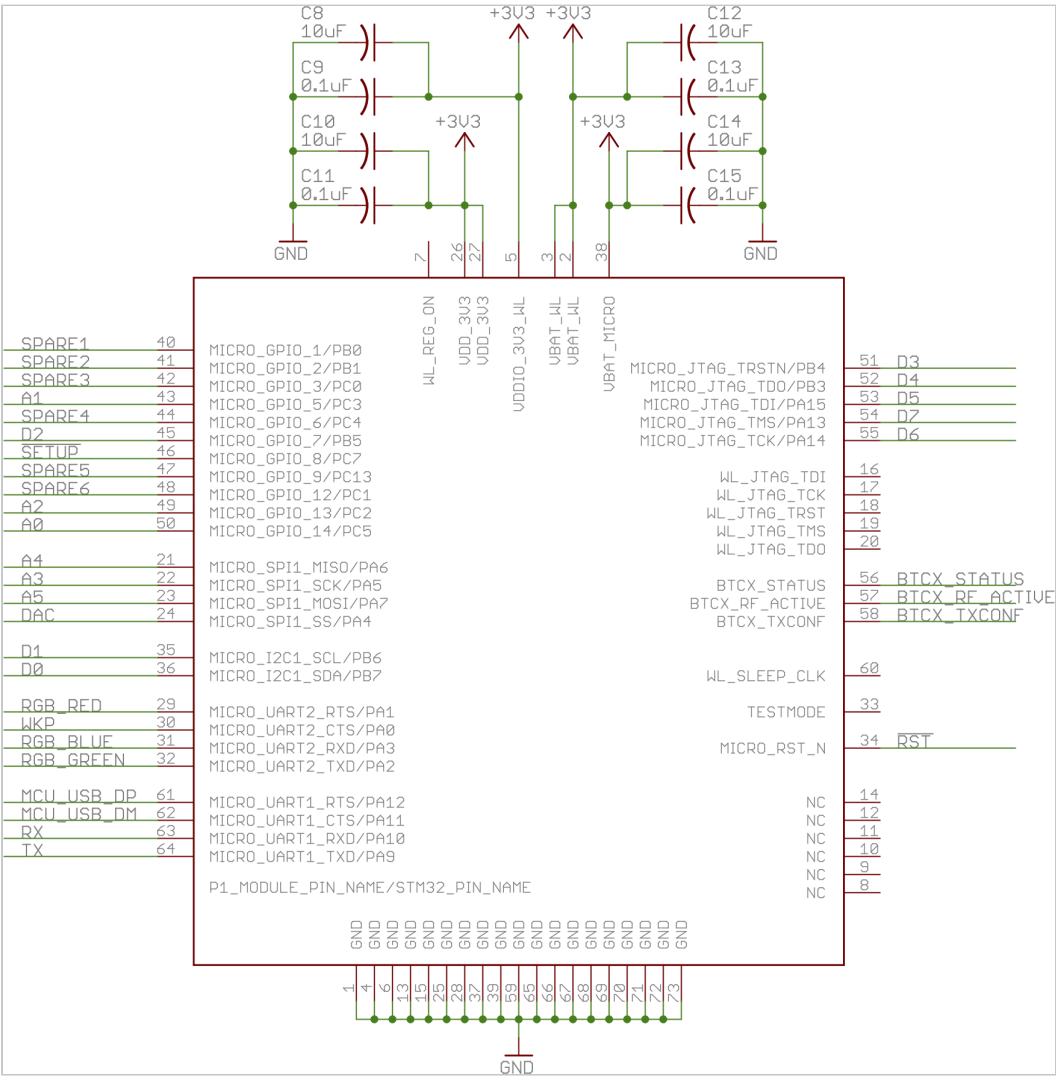 C8
10uF
+3V3
+3V3
C12
10uF
C9
0.1uF
C13
0.1uF
C10
10uF
+3V3
+3V3
C14
10uF
C11
0.1uF
C15
0.1uF
GND
GND
7
26
27
5
3
2
38
WL_REG_ON
VDD_3V3
VDD_3V3
VDDIO_3V3_WL
VBAT_WL
VBAT_WL
VBAT_MICRO
SPARE1 40 MICRO_GPIO_1/PB0
SPARE2 41 MICRO_GPIO_2/PB1
SPARE3 42 MICRO_GPIO_3/PC0
A1 43 MICRO_GPIO_5/PC3
SPARE4 44 MICRO_GPIO_6/PC4
D2 45 MICRO_GPIO_7/PB5
SETUP 46 MICRO_GPIO_8/PC7
SPARE5 47 MICRO_GPIO_9/PC13
SPARE6 48 MICRO_GPIO_12/PC1
A2 49 MICRO_GPIO_13/PC2
A0 50 MICRO_GPIO_14/PC5
A4 21 MICRO_SPI1_MISO/PA6
A3 22 MICRO_SPI1_SCK/PA5
A5 23 MICRO_SPI1_MOSI/PA7
DAC 24 MICRO_SPI1_SS/PA4
D1 35 MICRO_I2C1_SCL/PB6
D0 36 MICRO_I2C1_SDA/PB7
RGB_RED 29 MICRO_UART2_RTS/PA1
WKP 30 MICRO_UART2_CTS/PA0
RGB_BLUE 31 MICRO_UART2_RXD/PA3
RGB_GREEN 32 MICRO_UART2_TXD/PA2
MCU_USB_DP 61 MICRO_UART1_RTS/PA12
MCU_USB_DM 62 MICRO_UART1_CTS/PA11
RX 63 MICRO_UART1_RXD/PA10
TX 64 MICRO_UART1_TXD/PA9
P1_MODULE_PIN_NAME/STM32_PIN_NAME
MICRO_JTAG_TRSTN/PB4 51 D3
MICRO_JTAG_TDO/PB3 52 D4
MICRO_JTAG_TDI/PA15 53 D5
MICRO_JTAG_TMS/PA13 54 D7
MICRO_JTAG_TCK/PA14 55 D6
WL_JTAG_TDI 16
WL_JTAG_TCK 17
WL_JTAG_TRST 18
WL_JTAG_TMS 19
WL_JTAG_TDO 20
BTCX_STATUS 56 BTCX_STATUS
BTCX_RF_ACTIVE 57 BTCX_RF_ACTIVE
BTCX_TXCONF 58 BTCX_TXCONF
WL_SLEEP_CLK 60
TESTMODE 33
MICRO_RST_N 34 RST
NC 14
NC 12
NC 11
NC 10
NC 9
NC 8
GND GND GND GND GND GND GND GND GND GND GND GND GND GND GND GND GND GND GND
1 4 6 13 15 25 28 37 39 59 65 66 67 68 69 70 71 72 73
GND